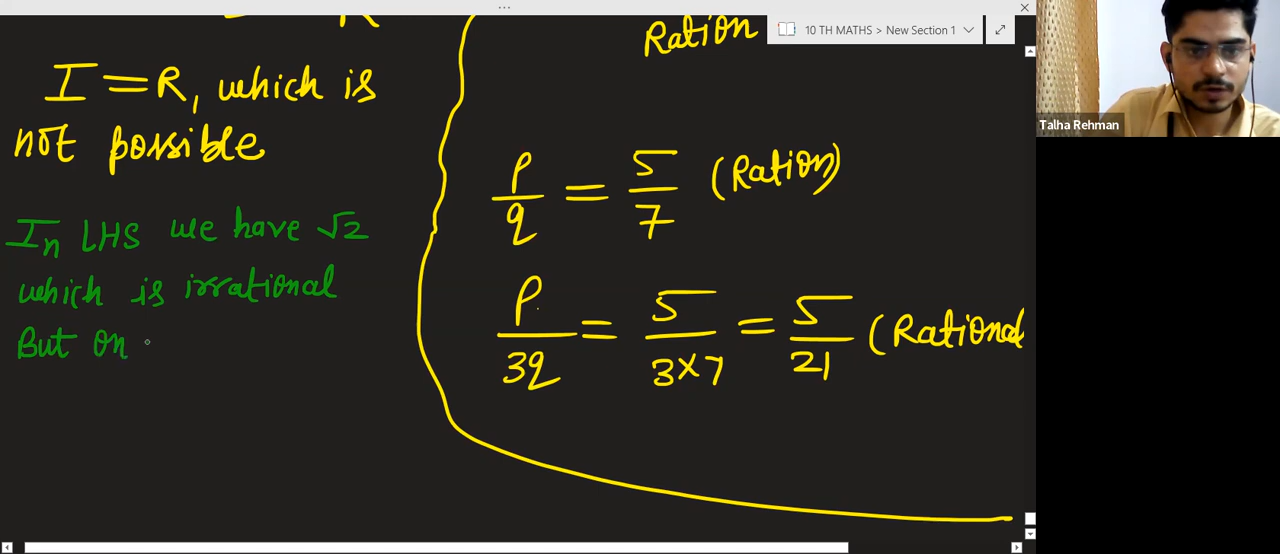 10 TH MATHS > New Section 1
Ration
I = R, which is
not possible
In LHS we have √2
which is irrational
But on
p/q = 5/7 (Ration)
p/3q = 5/3×7 = 5/21 (Rational
Talha Rehman